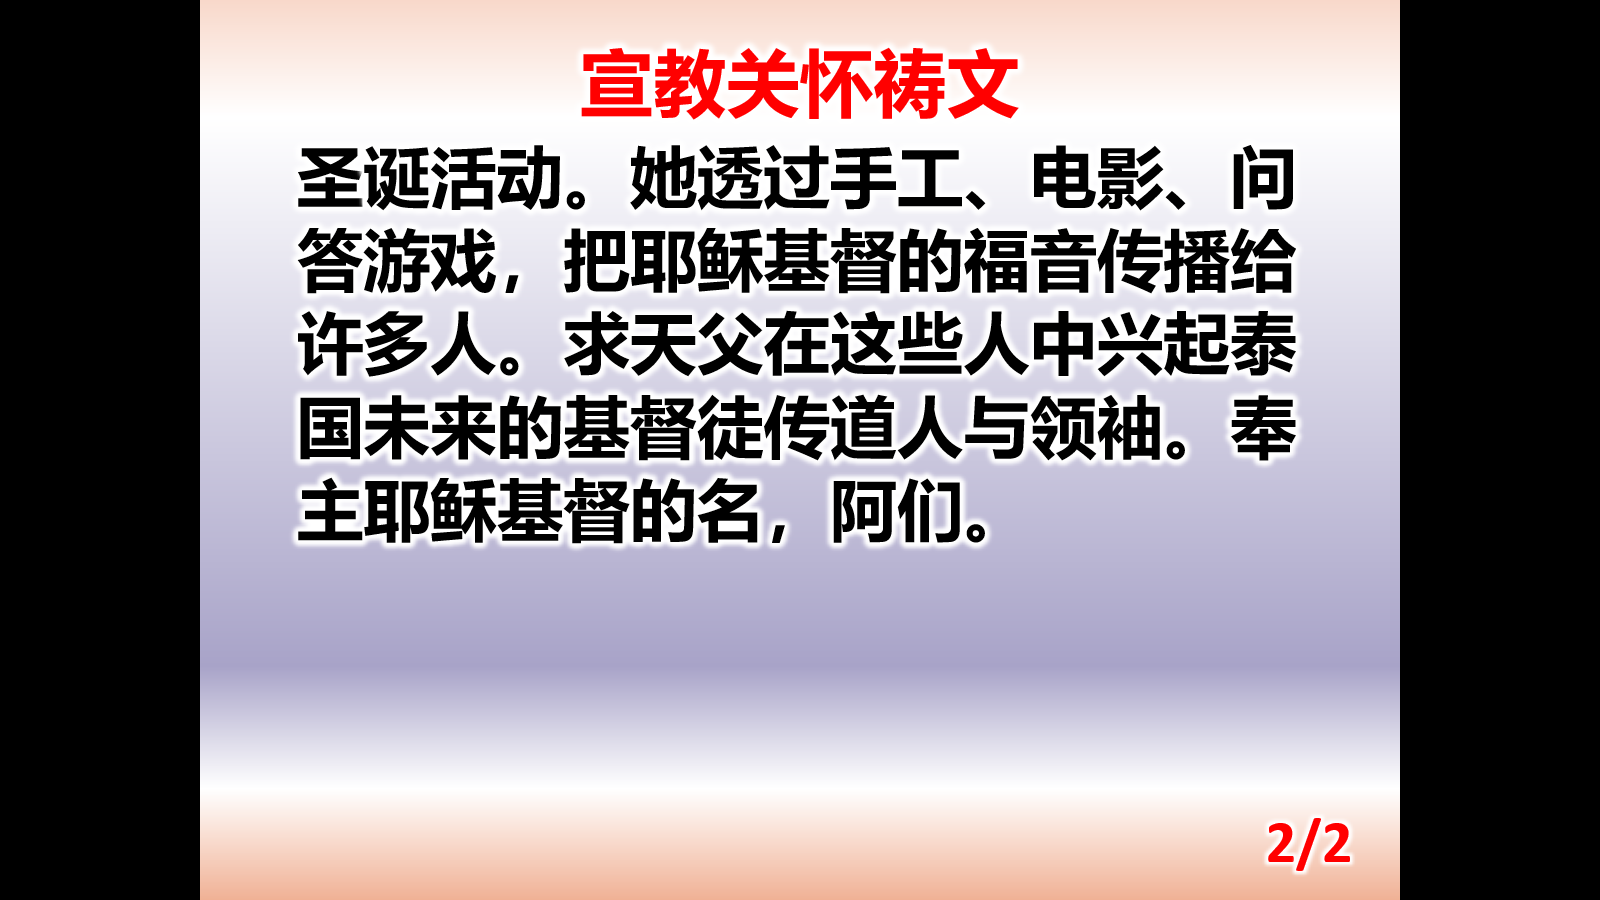 宣教关怀祷文
圣诞活动。她透过手工、电影、问
答游戏，把耶稣基督的福音传播给
许多人。求天父在这些人中兴起泰
国未来的基督徒传道人与领袖。奉
主耶稣基督的名，阿们。
2/2